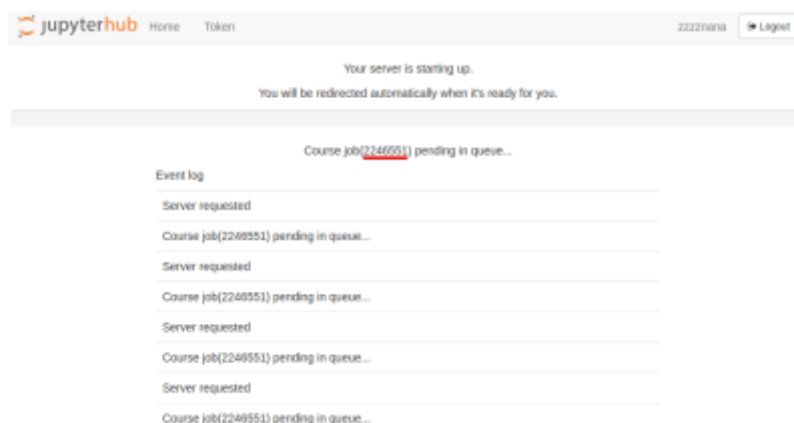 jupyterhub Home Token zzzznana Logout
Your server is starting up.
You will be redirected automatically when it's ready for you.
Course job(2246551) pending in queue...
Event log
Server requested
Course job(2246551) pending in queue...
Server requested
Course job(2246551) pending in queue...
Server requested
Course job(2246551) pending in queue...
Server requested
Course job(2246551) pending in queue...